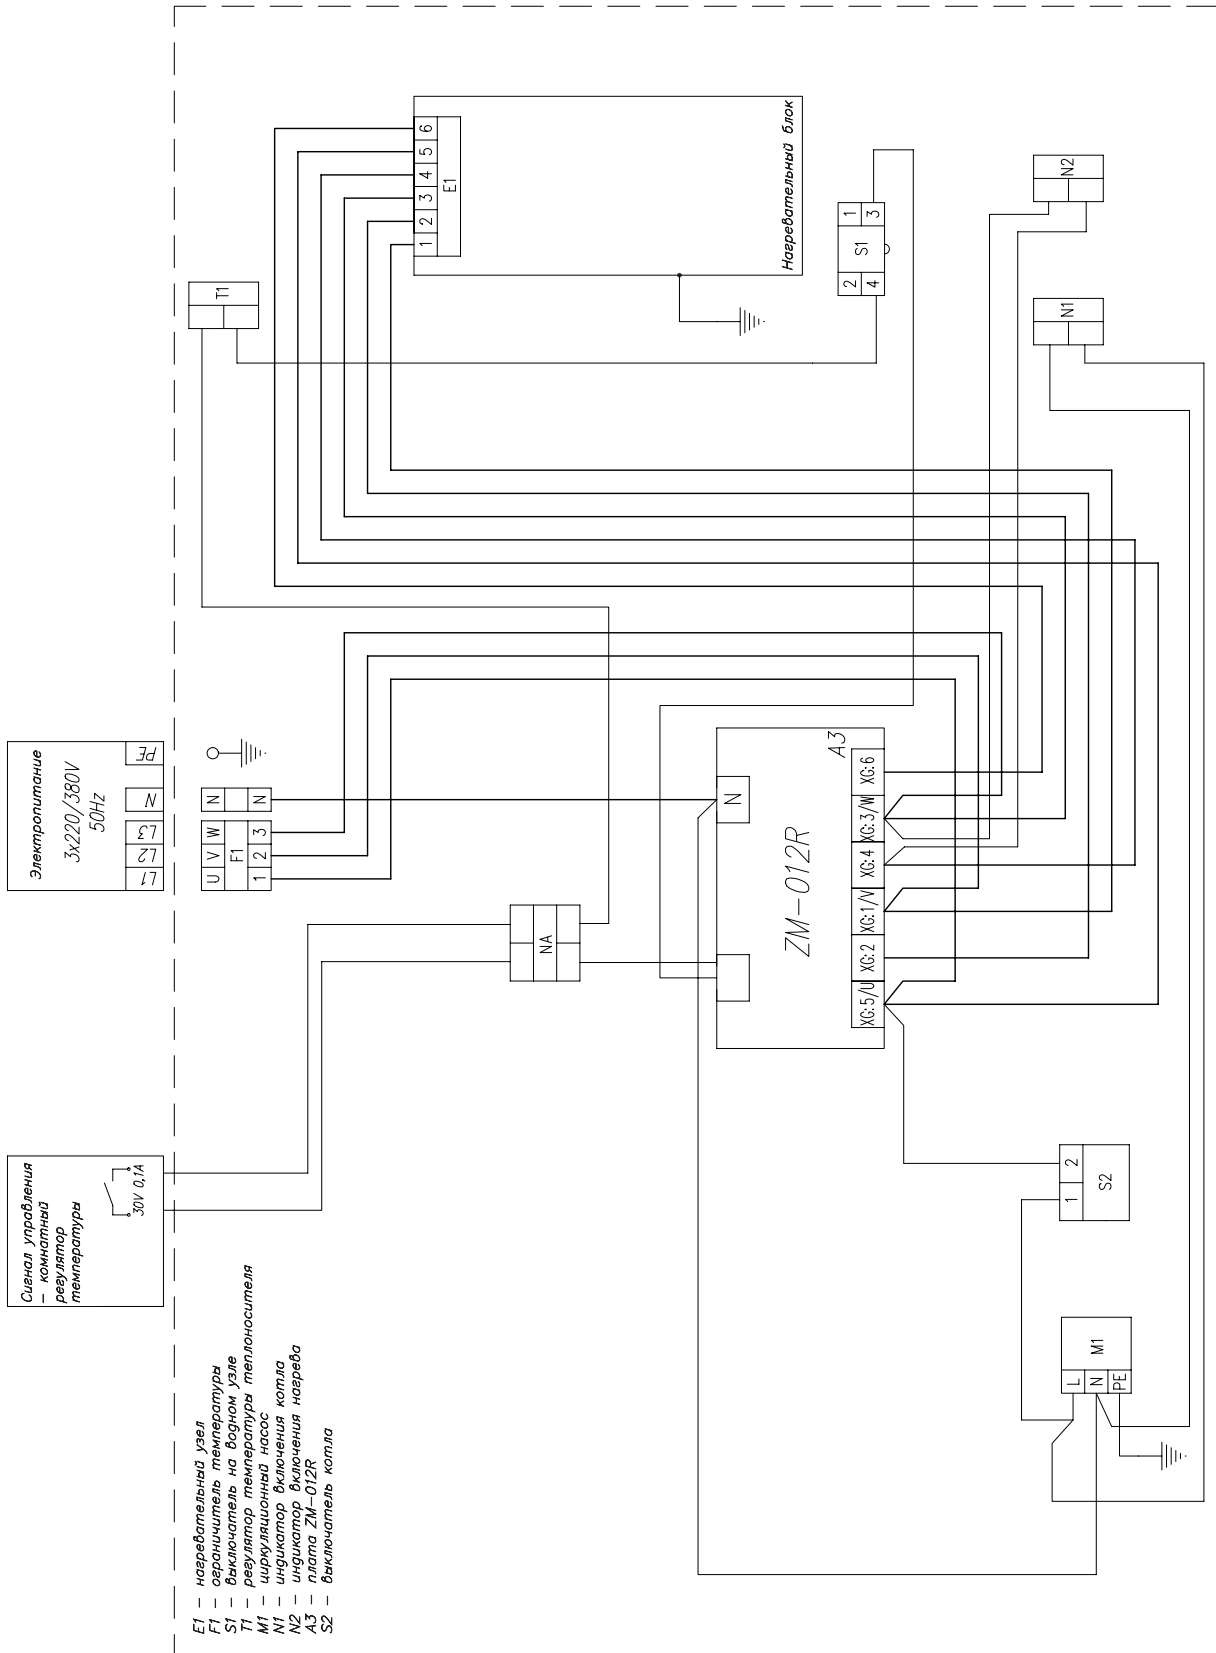 Электропитание
3x220/380V
50Hz
L1
L2
L3
N
PE
U
V
W
N
F1
1
2
3
N
Сигнал управления
– комнатный
регулятор
температуры
30V 0,1A
T1
6
5
4
3
2
1
E1
Нагревательный блок
1
3
S1
2
4
N2
N1
NA
A3
N
ZM–012R
XG:5/U
XG:2
XG:1/V
XG:4
XG:3/W
XG:6
1
2
S2
L
N
PE
M1
E1 – нагревательный узел
F1 – ограничитель температуры
S1 – выключатель на водном узле
T1 – регулятор температуры теплоносителя
M1 – циркуляционный насос
N1 – индикатор включения котла
N2 – индикатор включения нагрева
A3 – плата ZM–012R
S2 – выключатель котла